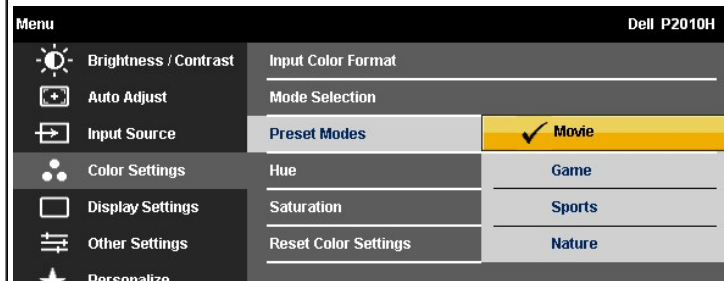 Menu Dell P2010H
Brightness / Contrast Input Color Format
Auto Adjust Mode Selection
Input Source Preset Modes Movie
Color Settings Hue Game
Display Settings Saturation Sports
Other Settings Reset Color Settings Nature
Personalize